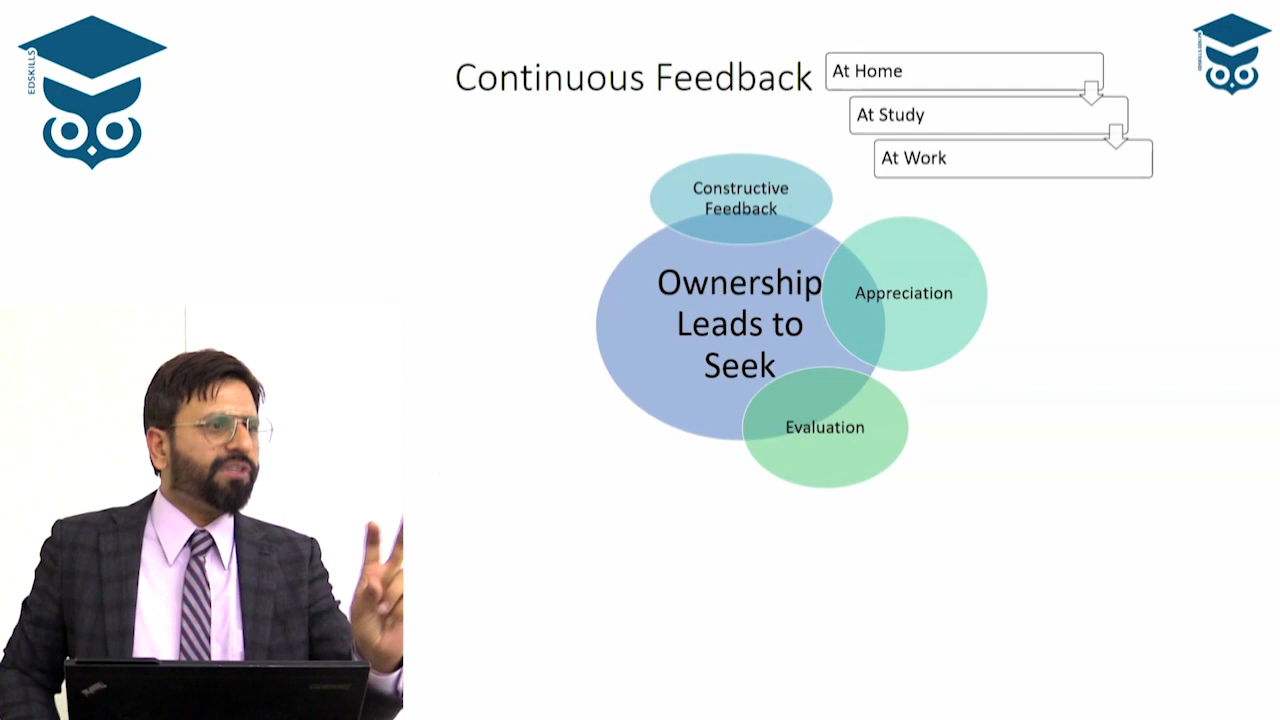 EDSKILLS
Continuous Feedback
At Home
At Study
At Work
Constructive
Feedback
Ownership
Leads to
Seek
Appreciation
Evaluation